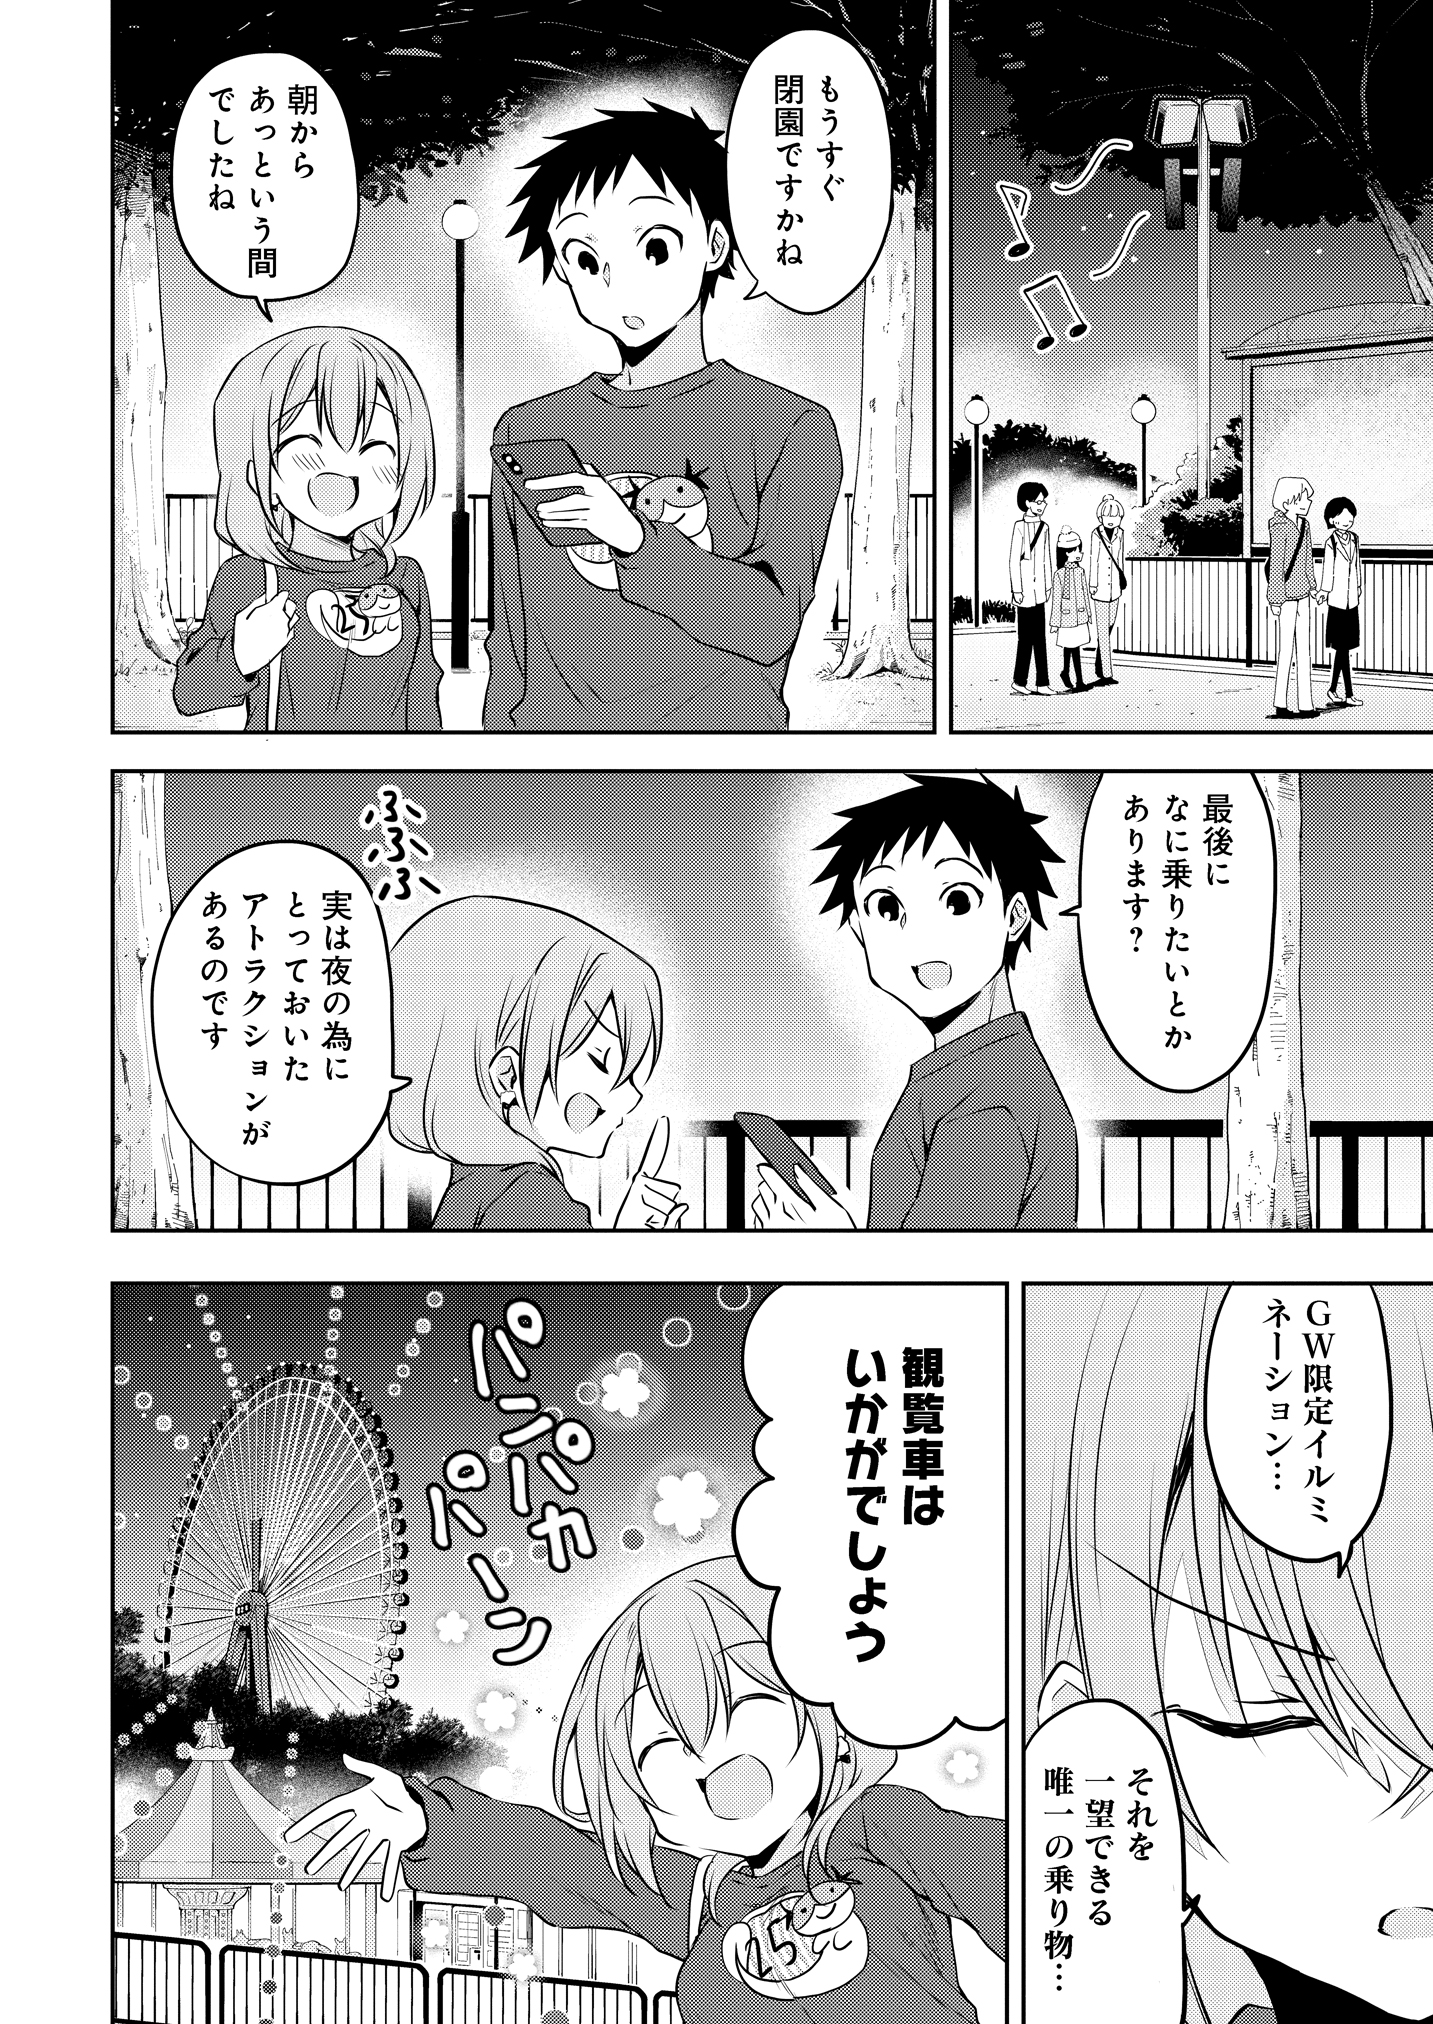 もうすぐ
閉園ですかね
朝から
あっという間
でしたね
最後に
なに乗りたいとか
あります?
ふふふ
実は夜の為に
とっておいた
アトラクションが
あるのです
GW限定イルミ
ネーション…
それを
一望できる
唯一の乗り物…
観覧車は
いかがでしょう
パンパカ
パーン
25
25